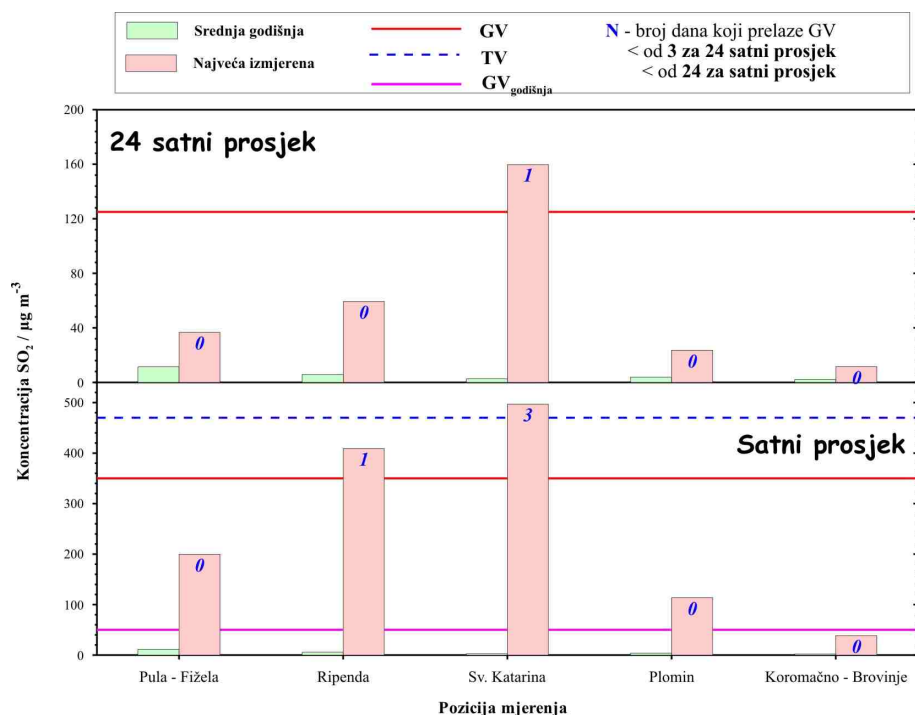 Srednja godišnja
Najveća izmjerena
GV
TV
GVgodišnja
N - broj dana koji prelaze GV
< od 3 za 24 satni prosjek
< od 24 za satni prosjek
24 satni prosjek
200
160
120
80
40
0
1
0
0
0
0
Koncentracija SO2 / µg m-3
500
400
300
200
100
0
Satni prosjek
3
1
0
0
0
Pula - Fižela Ripenda Sv. Katarina Plomin Koromačno - Brovinje
Pozicija mjerenja